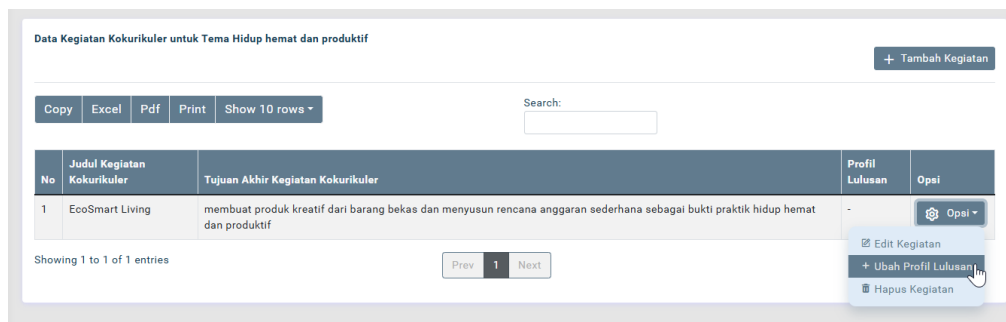 Data Kegiatan Kokurikuler untuk Tema Hidup hemat dan produktif
+ Tambah Kegiatan
Copy Excel Pdf Print Show 10 rows
Search:
No Judul Kegiatan Kokurikuler Tujuan Akhir Kegiatan Kokurikuler Profil Lulusan Opsi
1 EcoSmart Living membuat produk kreatif dari barang bekas dan menyusun rencana anggaran sederhana sebagai bukti praktik hidup hemat
dan produktif
- Opsi
Edit Kegiatan
+ Ubah Profil Lulusan
Hapus Kegiatan
Showing 1 to 1 of 1 entries
Prev 1 Next